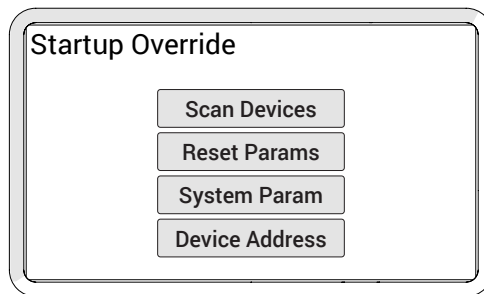 Startup Override
Scan Devices
Reset Params
System Param
Device Address